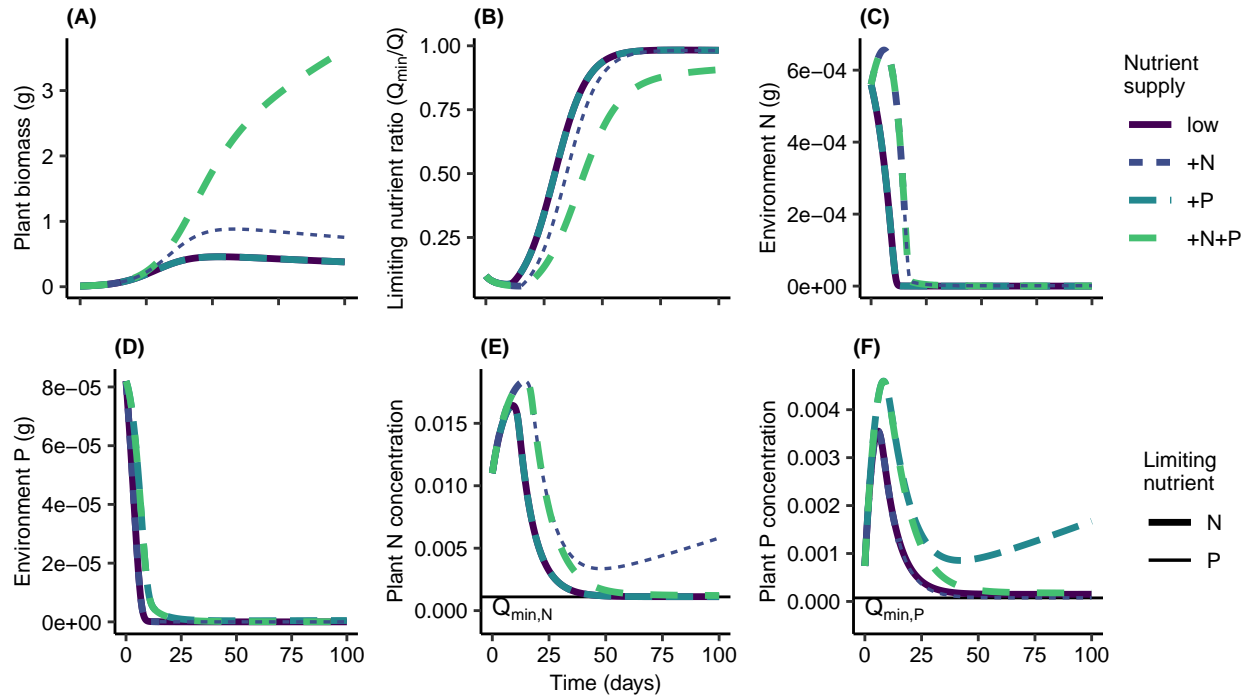 (A)
Plant biomass (g)
3
2
1
0
(B)
Limiting nutrient ratio (Qmin/Q)
1.00
0.75
0.50
0.25
(C)
Environment N (g)
6e−04
4e−04
2e−04
0e+00
Nutrient
supply
low
+N
+P
+N+P
(D)
Environment P (g)
8e−05
6e−05
4e−05
2e−05
0e+00
0 25 50 75 100
(E)
Plant N concentration
0.015
0.010
0.005
0.000
Qmin,N
0 25 50 75 100
Time (days)
(F)
Plant P concentration
0.004
0.003
0.002
0.001
0.000
Qmin,P
0 25 50 75 100
Limiting
nutrient
N
P